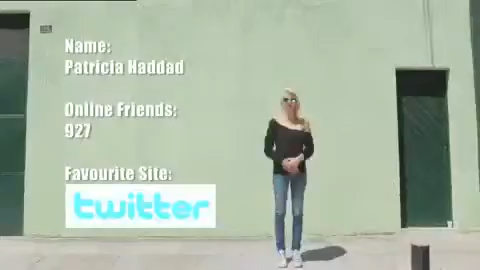 Name:
Patricia Haddad
Online Friends:
927
Favourite Site:
twitter